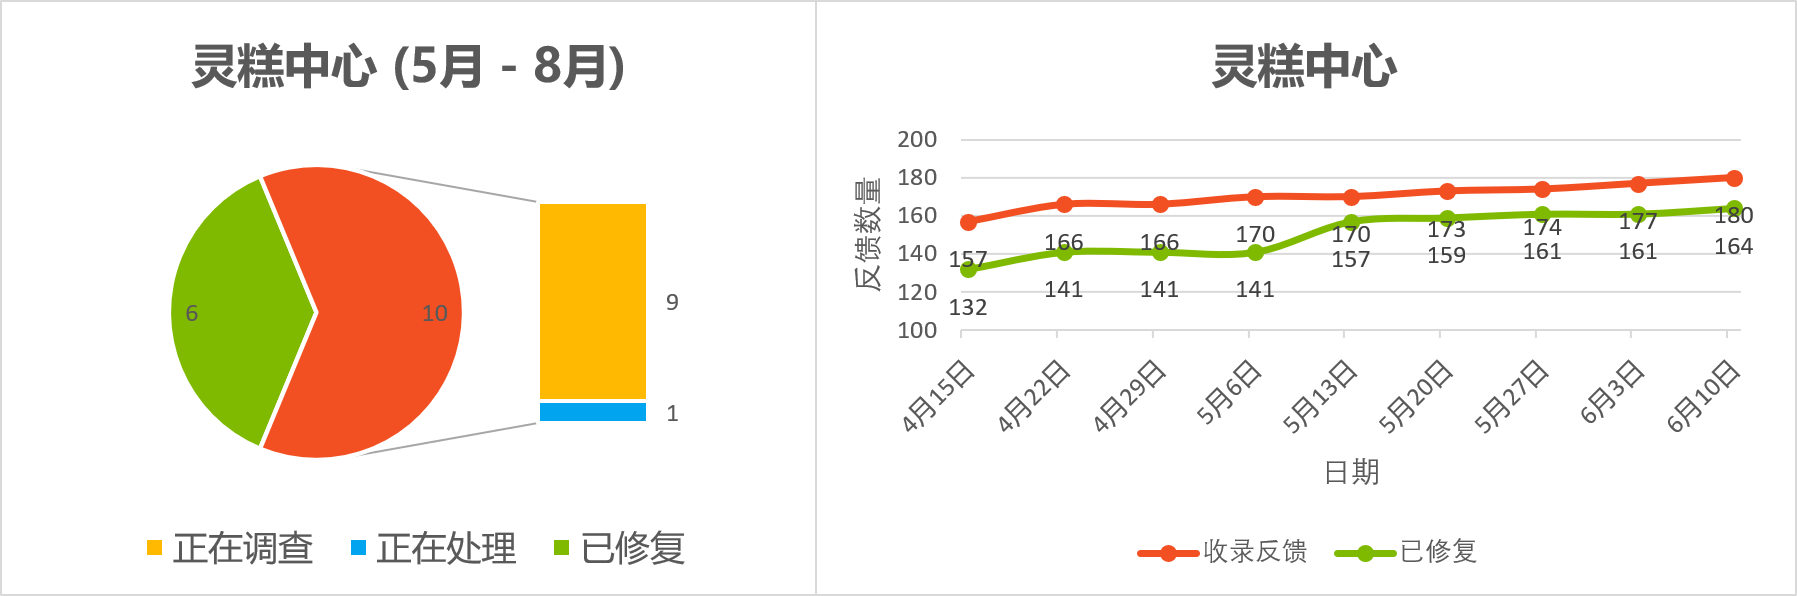 灵糕中心 (5月 - 8月)
6
10
9
1
正在调查
正在处理
已修复
灵糕中心
反馈数量
200
180
160
140
120
100
157
166
166
170
170
173
174
177
180
132
141
141
141
157
159
161
161
164
4月15日
4月22日
4月29日
5月6日
5月13日
5月20日
5月27日
6月3日
6月10日
日期
收录反馈
已修复